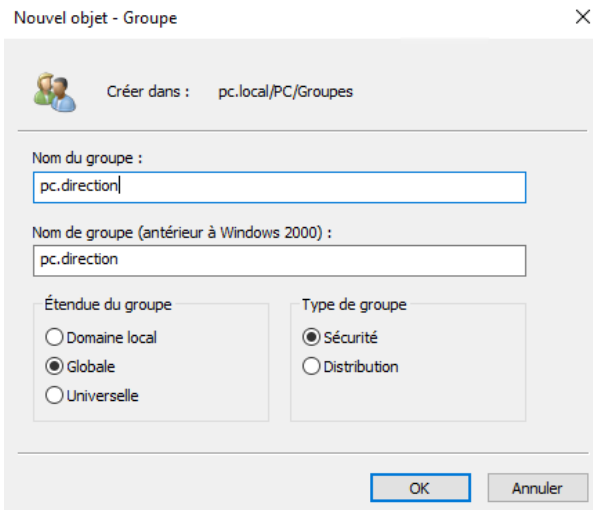 Nouvel objet - Groupe
Créer dans : pc.local/PC/Groupes
Nom du groupe :
pc.direction
Nom de groupe (antérieur à Windows 2000) :
pc.direction
Étendue du groupe
Domaine local
Globale
Universelle
Type de groupe
Sécurité
Distribution
OK Annuler